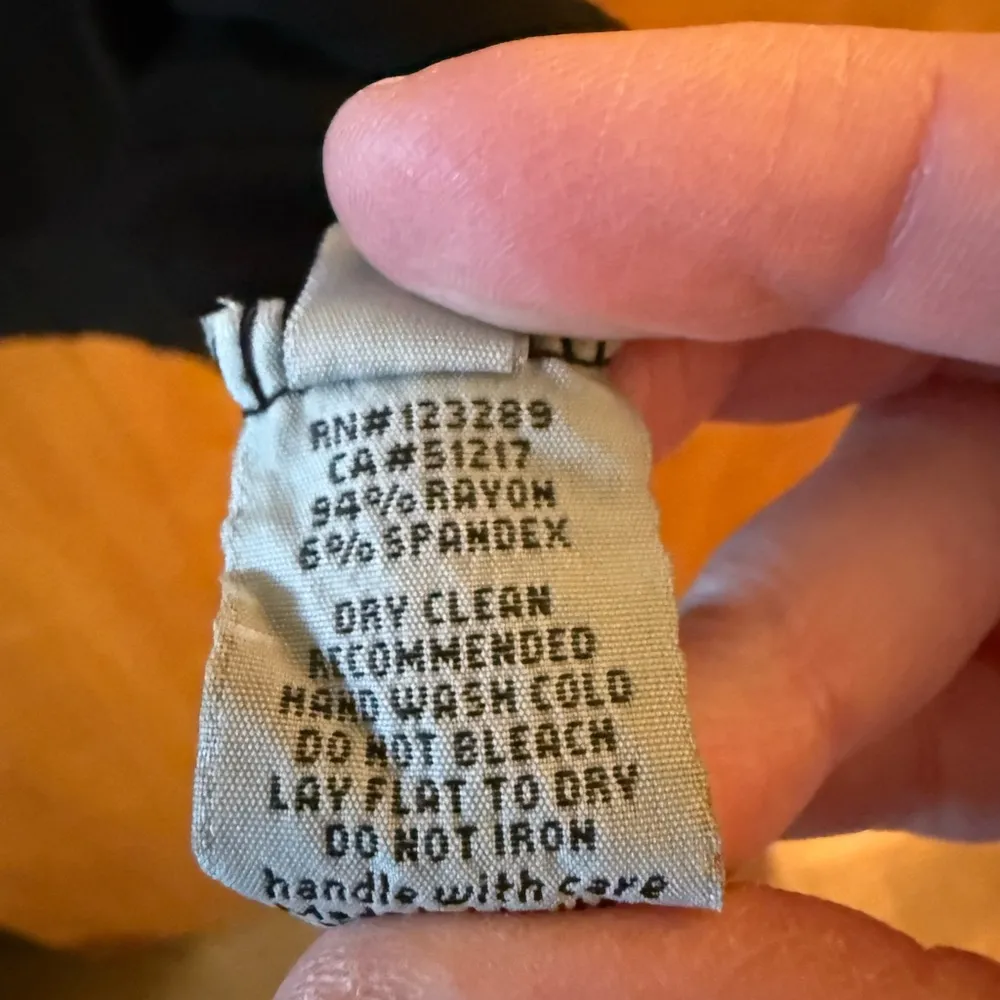 RN#123289
CA#51217
94% RAYON
6% SPANDEX
DRY CLEAN
RECOMMENDED
HAND WASH COLD
DO NOT BLEACH
LAY FLAT TO DRY
DO NOT IRON
handle with care